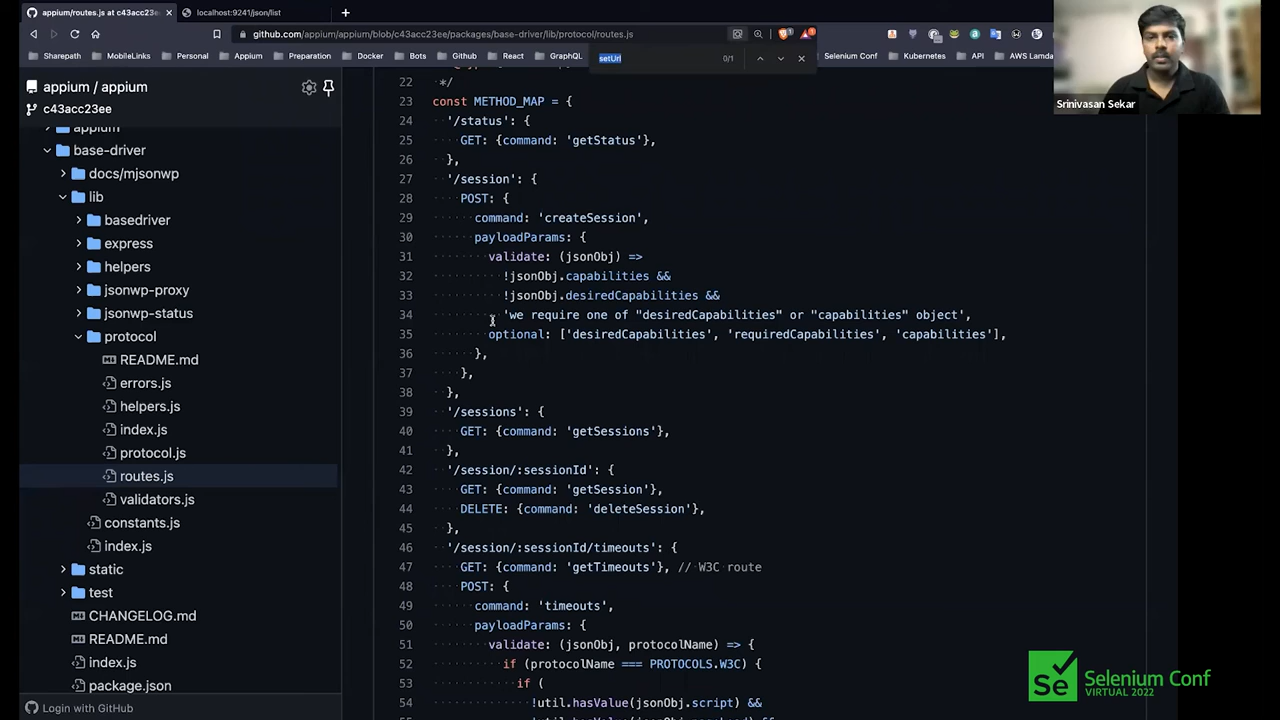 appium/routes.js at c43acc23e
localhost:9241/json/list
github.com/appium/appium/blob/c43acc23ee/packages/base-driver/lib/protocol/routes.js
Sharepath
MobileLinks
Personal
Appium
Docker
Bots
Github
React
GraphQL
Selenium Conf
Kubernetes
API
AWS Lamda
setUrl
0/1
Srinivasan Sekar
appium / appium
c43acc23ee
appium
base-driver
docs/mjsonwp
lib
basedriver
express
helpers
jsonwp-proxy
jsonwp-status
protocol
README.md
errors.js
helpers.js
index.js
protocol.js
routes.js
validators.js
constants.js
index.js
static
test
CHANGELOG.md
README.md
index.js
package.json
Login with GitHub
22 */
23 const METHOD_MAP = {
24 '/status': {
25 GET: {command: 'getStatus'},
26 },
27 '/session': {
28 POST: {
29 command: 'createSession',
30 payloadParams: {
31 validate: (jsonObj) =>
32 !jsonObj.capabilities &&
33 !jsonObj.desiredCapabilities &&
34 'we require one of "desiredCapabilities" or "capabilities" object',
35 optional: ['desiredCapabilities', 'requiredCapabilities', 'capabilities'],
36 },
37 },
38 },
39 '/sessions': {
40 GET: {command: 'getSessions'},
41 },
42 '/session/:sessionId': {
43 GET: {command: 'getSession'},
44 DELETE: {command: 'deleteSession'},
45 },
46 '/session/:sessionId/timeouts': {
47 GET: {command: 'getTimeouts'}, // W3C route
48 POST: {
49 command: 'timeouts',
50 payloadParams: {
51 validate: (jsonObj, protocolName) => {
52 if (protocolName === PROTOCOLS.W3C) {
53 if (
54 !util.hasValue(jsonObj.script) &&
Se Selenium Conf
VIRTUAL 2022